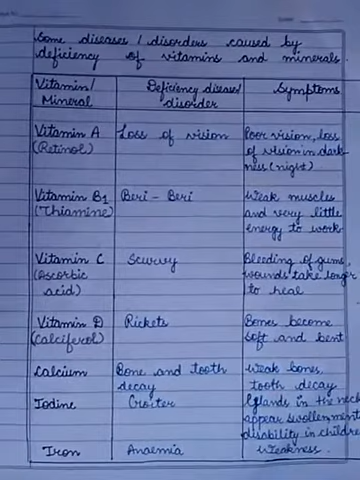 Some diseases / disorders caused by
deficiency of vitamins and minerals.
Vitamin/ Deficiency diseases/ Symptoms
Mineral disorder
Vitamin A Loss of vision Poor vision, loss
(Retinol) of vision in dark-
ness (night).
Vitamin B1 Beri - Beri Weak muscles
(Thiamine) and very little
energy to work
Vitamin C Scurvy Bleeding of gums,
(Ascorbic wounds take longer
acid) to heal
Vitamin D Rickets Bones become
(Calciferol) soft and bent
Calcium Bone and tooth Weak bones,
decay tooth decay
Iodine Croiter Glands in the neck
appear swollen, ment
disability in children
Iron Anaemia Weakness.